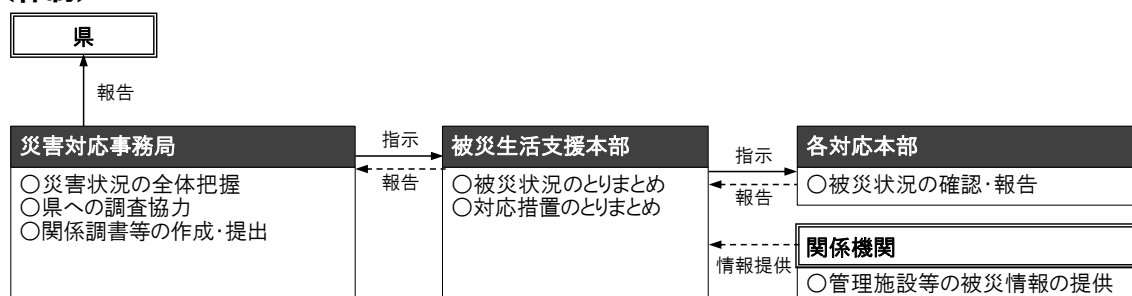 県
報告
災害対応事務局
○災害状況の全体把握
○県への調査協力
○関係調書等の作成・提出
指示
報告
被災生活支援本部
○被災状況のとりまとめ
○対応措置のとりまとめ
指示
報告
情報提供
各対応本部
○被災状況の確認・報告
関係機関
○管理施設等の被災情報の提供